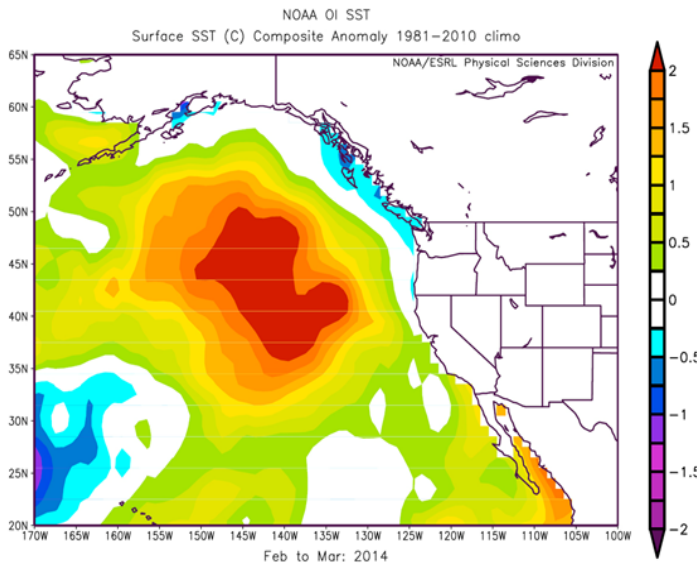 NOAA OI SST
Surface SST (C) Composite Anomaly 1981-2010 climo
NOAA/ESRL Physical Sciences Division
65N
60N
55N
50N
45N
40N
35N
30N
25N
20N
170W 165W 160W 155W 150W 145W 140W 135W 130W 125W 120W 115W 110W 105W 100W
Feb to Mar: 2014
2
1.5
1
0.5
0
-0.5
-1
-1.5
-2